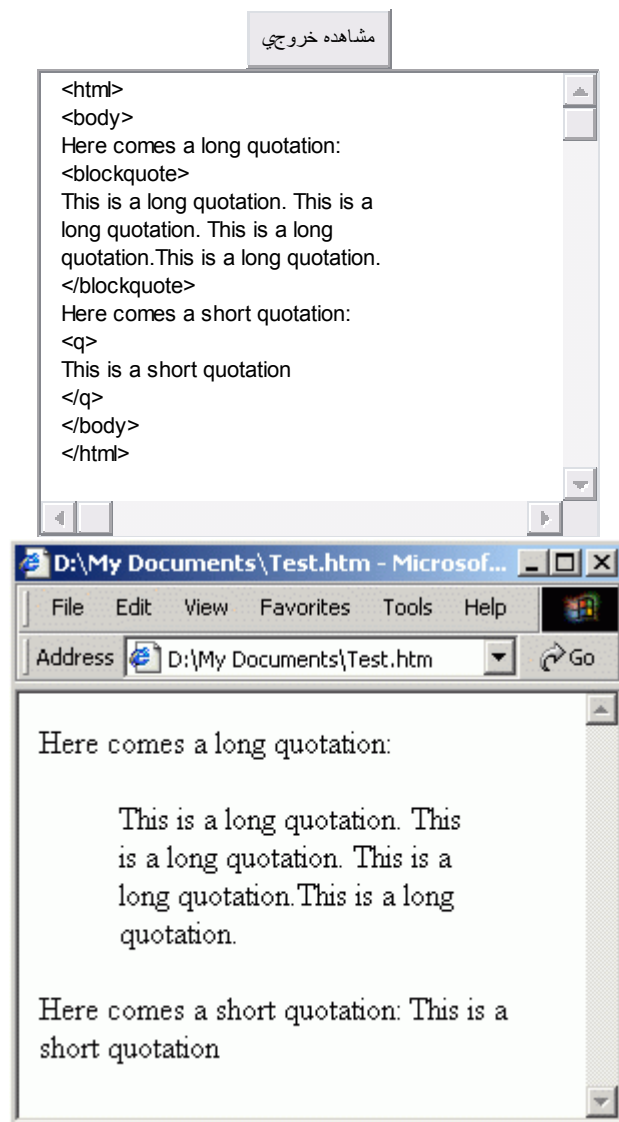 مشاهده خروجي
<html>
<body>
Here comes a long quotation:
<blockquote>
This is a long quotation. This is a
long quotation. This is a long
quotation.This is a long quotation.
</blockquote>
Here comes a short quotation:
<q>
This is a short quotation
</q>
</body>
</html>
D:\My Documents\Test.htm - Microsof...
File Edit View Favorites Tools Help
Address D:\My Documents\Test.htm Go
Here comes a long quotation:
This is a long quotation. This
is a long quotation. This is a
long quotation.This is a long
quotation.
Here comes a short quotation: This is a
short quotation